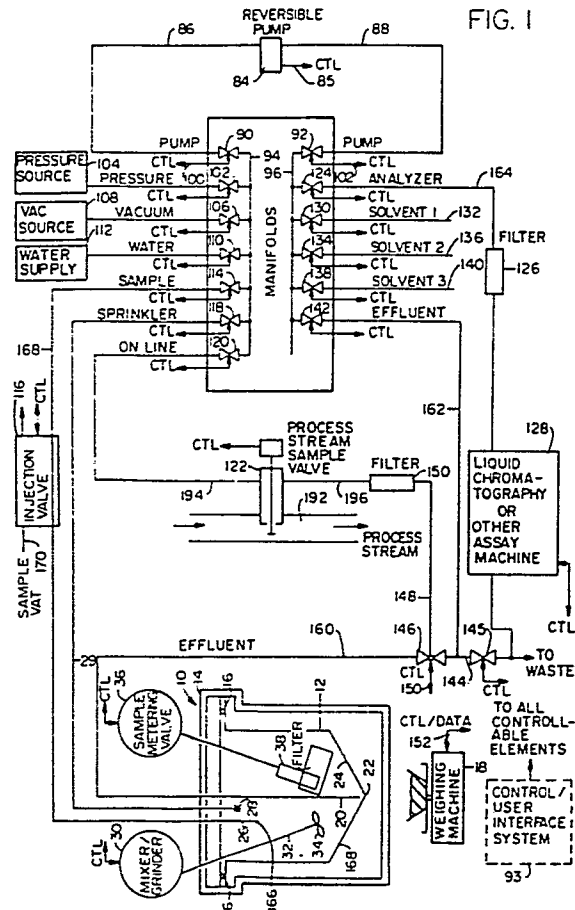 FIG. 1
REVERSIBLE
PUMP
86
88
84
CTL
85
PUMP
90
94
92
PUMP
PRESSURE
SOURCE
104
CTL
100
96
102
CTL
164
PRESSURE
102
124
ANALYZER
VAC
SOURCE
108
CTL
CTL
VACUUM
106
130
SOLVENT 1
132
FILTER
WATER
SUPPLY
112
CTL
MANIFOLDS
CTL
WATER
110
134
SOLVENT 2
136
126
CTL
CTL
SAMPLE
114
138
SOLVENT 3
140
CTL
CTL
SPRINKLER
118
142
EFFLUENT
CTL
CTL
168
ON LINE
120
CTL
162
116
CTL
INJECTION
VALVE
SAMPLE
VAT
170
CTL
PROCESS
STREAM
SAMPLE
VALVE
122
FILTER
150
128
LIQUID
CHROMA-
TOGRAPHY
OR
OTHER
ASSAY
MACHINE
194
192
196
PROCESS
STREAM
148
CTL
29
EFFLUENT
160
146
145
CTL
150
144
CTL
TO
WASTE
36
CTL
SAMPLE
METERING
VALVE
10
14
16
12
38
FILTER
24
22
28
20
26
32
34
168
30
CTL
MIXER/
GRINDER
16
166
CTL/DATA
152
WEIGHING
MACHINE
18
TO ALL
CONTROLL-
ABLE
ELEMENTS
CONTROL/
USER
INTERFACE
SYSTEM
93